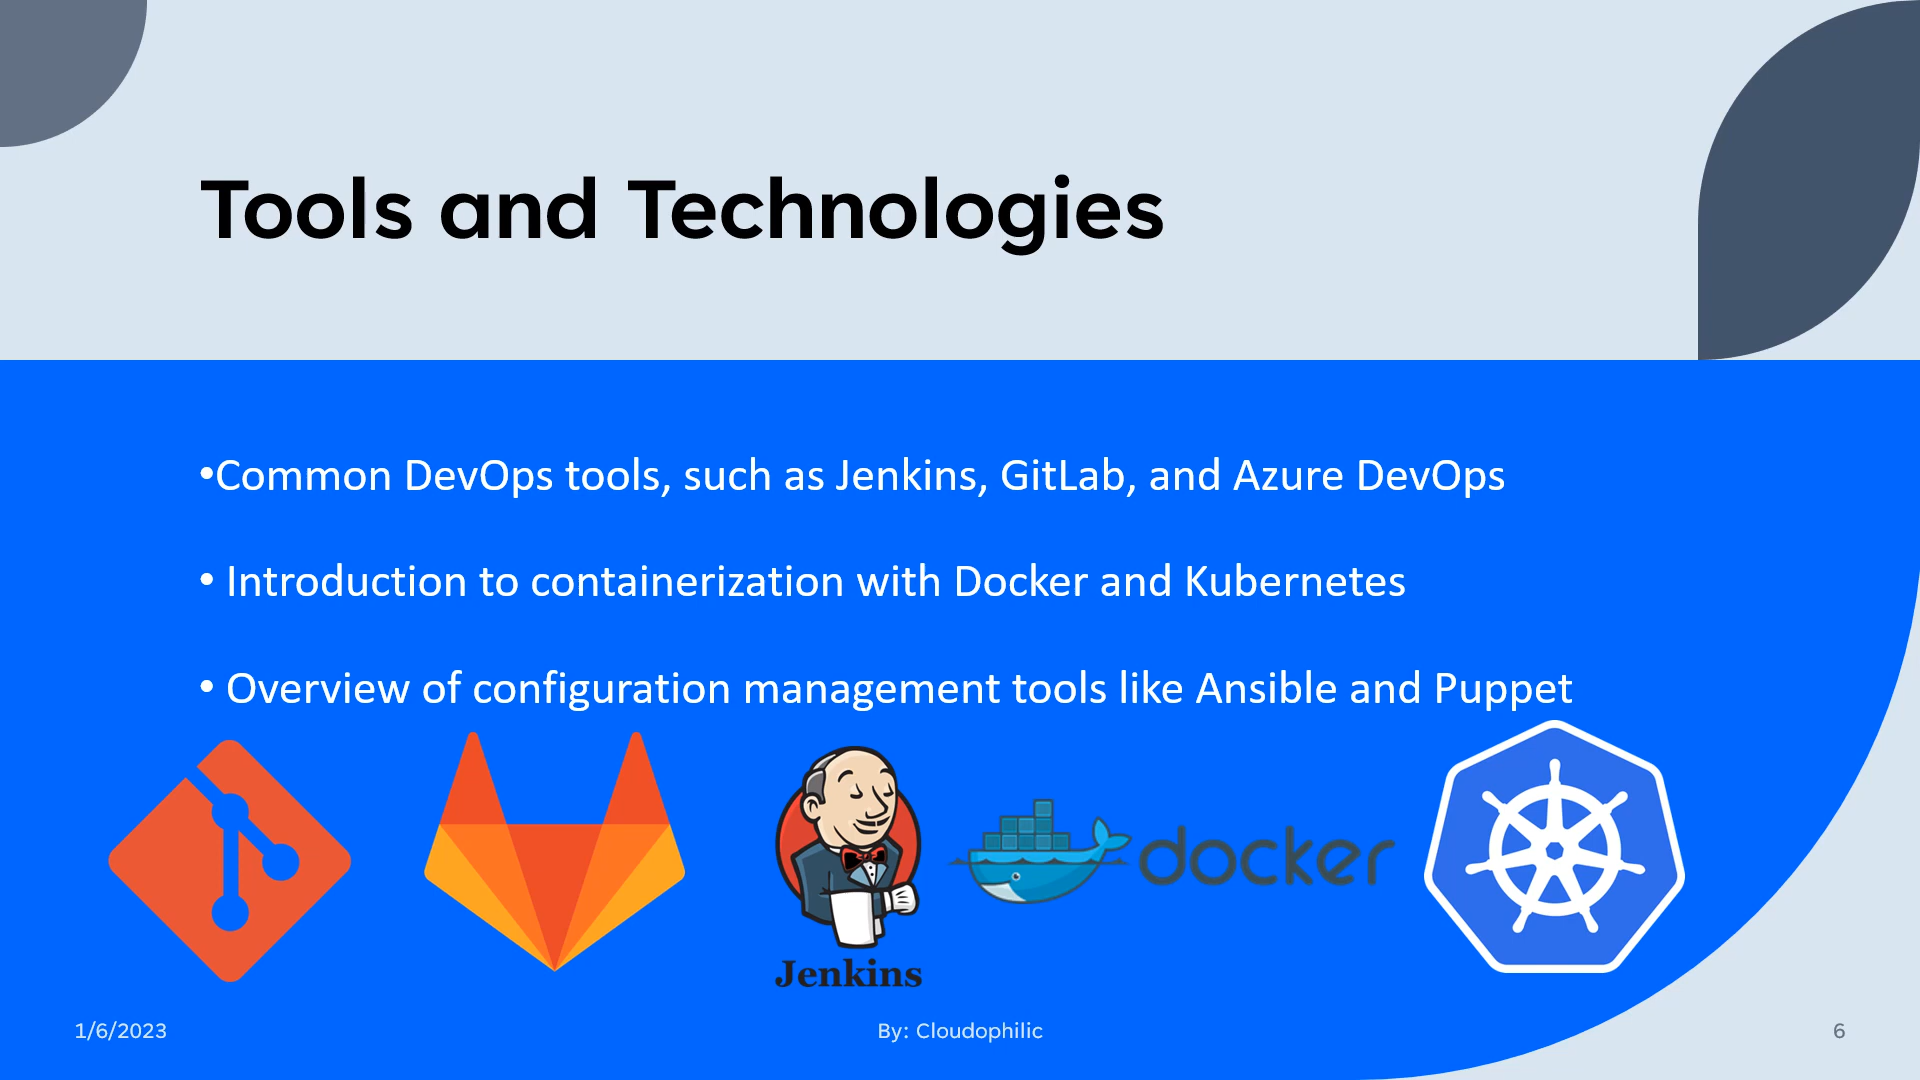 Tools and Technologies
•Common DevOps tools, such as Jenkins, GitLab, and Azure DevOps
• Introduction to containerization with Docker and Kubernetes
• Overview of configuration management tools like Ansible and Puppet
docker
Jenkins
1/6/2023
By: Cloudophilic
6